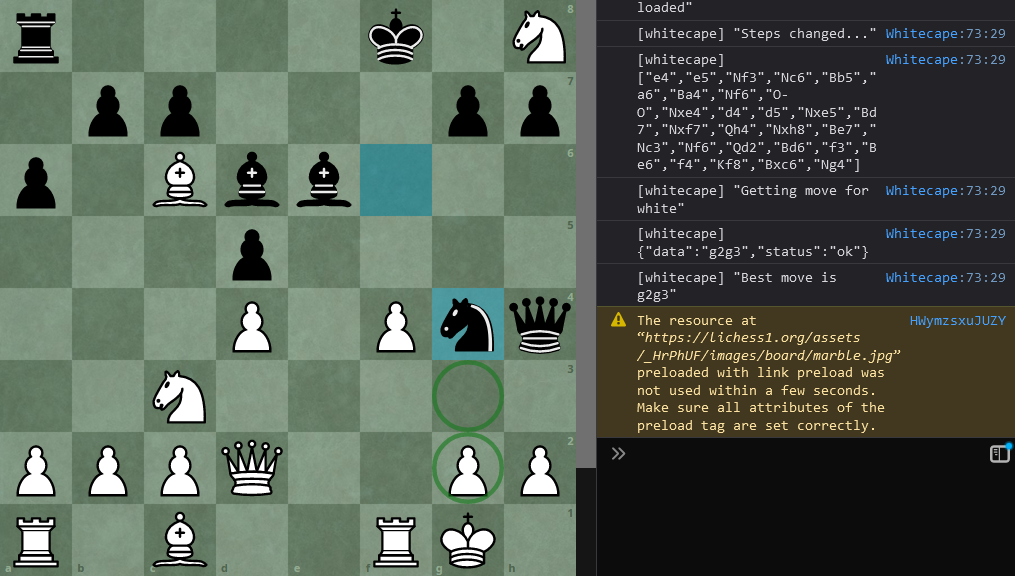 8
7
6
5
4
3
2
1
a
b
c
d
e
f
g
h
loaded"
[whitecape] "Steps changed..." Whitecape:73:29
[whitecape] Whitecape:73:29
["e4","e5","Nf3","Nc6","Bb5","
a6","Ba4","Nf6","O-
O","Nxe4","d4","d5","Nxe5","Bd
7","Nxf7","Qh4","Nxh8","Be7","
Nc3","Nf6","Qd2","Bd6","f3","B
e6","f4","Kf8","Bxc6","Ng4"]
[whitecape] "Getting move for Whitecape:73:29
white"
[whitecape] Whitecape:73:29
{"data":"g2g3","status":"ok"}
[whitecape] "Best move is Whitecape:73:29
g2g3"
The resource at HWymzsxuJUZY
“https://lichess1.org/assets
/_HrPhUF/images/board/marble.jpg”
preloaded with link preload was
not used within a few seconds.
Make sure all attributes of the
preload tag are set correctly.